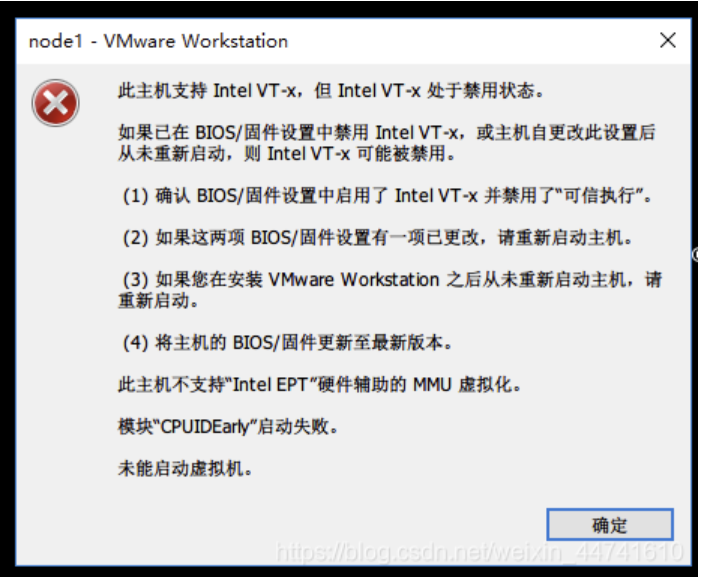 node1 - VMware Workstation
此主机支持 Intel VT-x，但 Intel VT-x 处于禁用状态。
如果已在 BIOS/固件设置中禁用 Intel VT-x，或主机自更改此设置后
从未重新启动，则 Intel VT-x 可能被禁用。
(1) 确认 BIOS/固件设置中启用了 Intel VT-x 并禁用了“可信执行”。
(2) 如果这两项 BIOS/固件设置有一项已更改，请重新启动主机。
(3) 如果您在安装 VMware Workstation 之后从未重新启动主机，请
重新启动。
(4) 将主机的 BIOS/固件更新至最新版本。
此主机不支持“Intel EPT”硬件辅助的 MMU 虚拟化。
模块“CPUIDEarly”启动失败。
未能启动虚拟机。
确定
https://blog.csdn.net/weixin_44741610